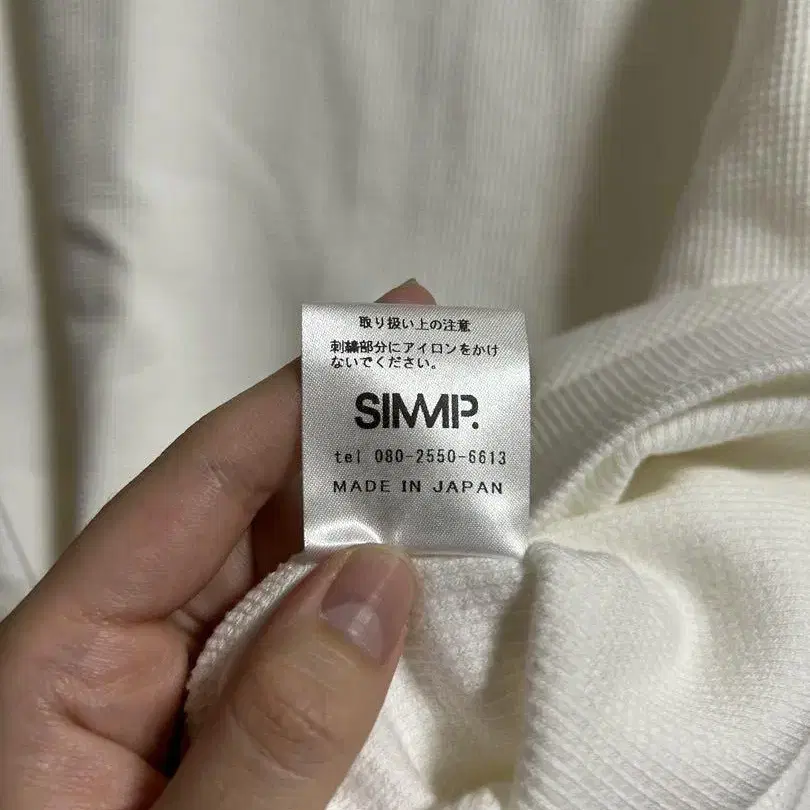 取り扱い上の注意
刺繍部分にアイロンをかけ
ないでください。
SIMMP.
tel 080-2550-6613
MADE IN JAPAN